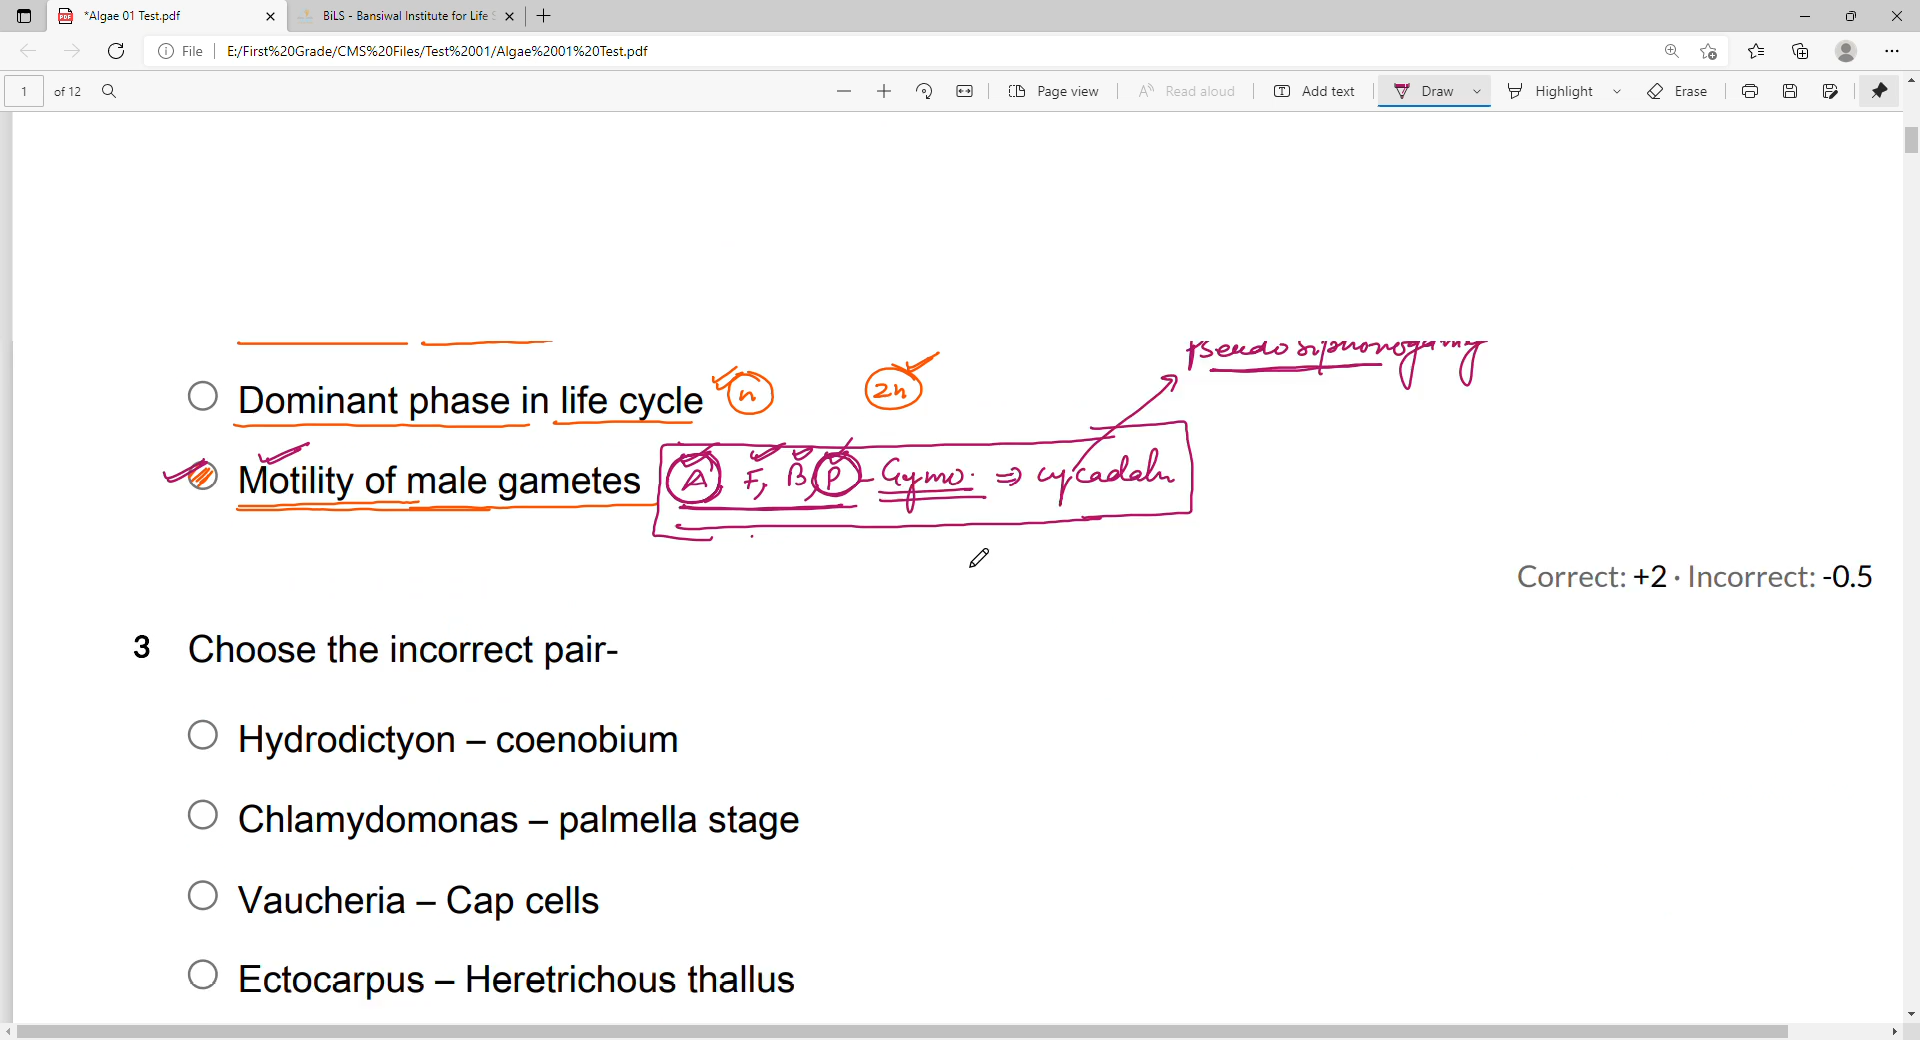 *Algae 01 Test.pdf
BiLS - Bansiwal Institute for Life S
File
E:/First%20Grade/CMS%20Files/Test%2001/Algae%2001%20Test.pdf
1 of 12
Page view
Read aloud
Add text
Draw
Highlight
Erase
pseudo siphonogamy
Dominant phase in life cycle n 2n
Motility of male gametes A F, B, P - Gymno. ⇒ cycadales
Correct: +2 · Incorrect: -0.5
3 Choose the incorrect pair-
Hydrodictyon – coenobium
Chlamydomonas – palmella stage
Vaucheria – Cap cells
Ectocarpus – Heretrichous thallus